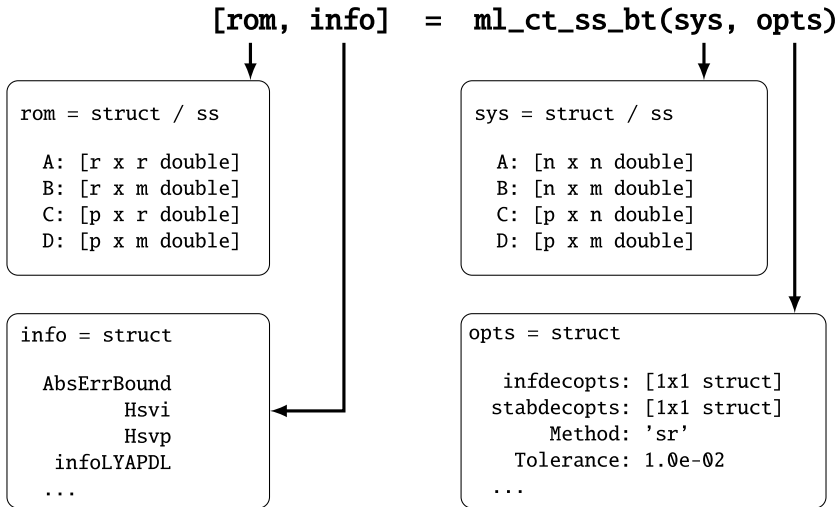 [rom, info] = ml_ct_ss_bt(sys, opts)
rom = struct / ss
A: [r x r double]
B: [r x m double]
C: [p x r double]
D: [p x m double]
sys = struct / ss
A: [n x n double]
B: [n x m double]
C: [p x n double]
D: [p x m double]
info = struct
AbsErrBound
Hsvi
Hsvp
infoLYAPDL
...
opts = struct
infdecopts: [1x1 struct]
stabdecopts: [1x1 struct]
Method: ’sr’
Tolerance: 1.0e-02
...